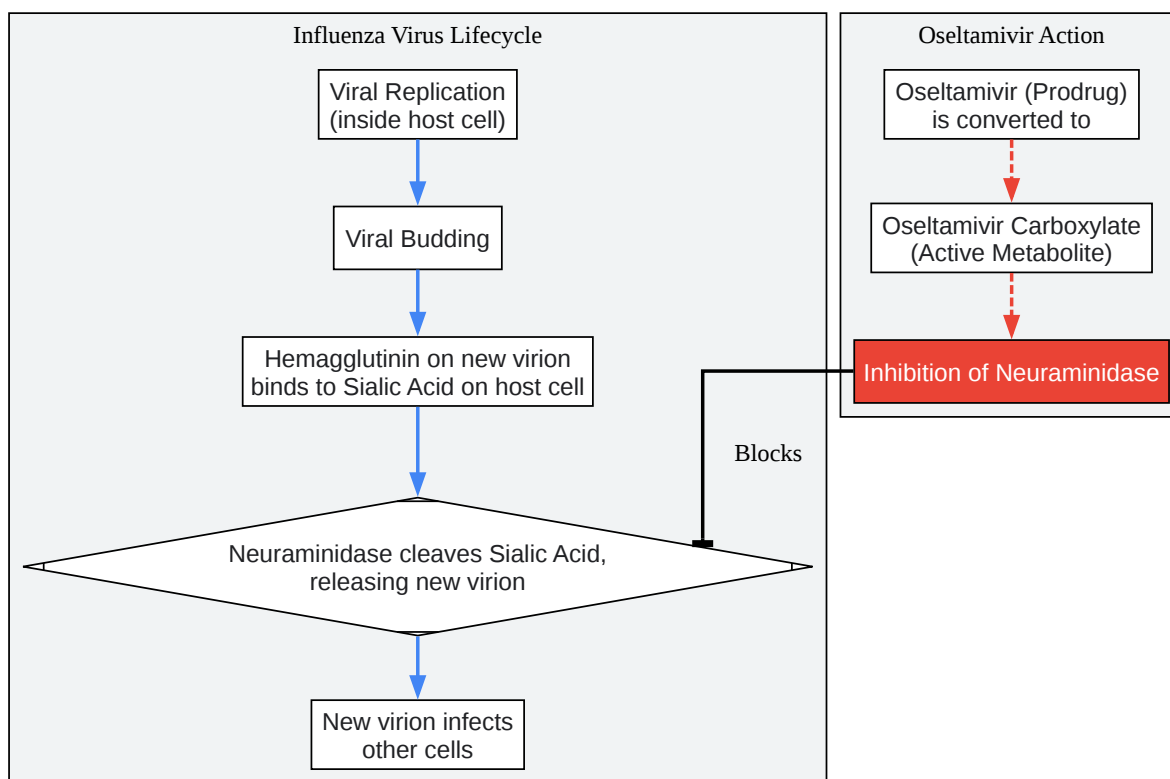 Influenza Virus Lifecycle
Viral Replication
(inside host cell)
Viral Budding
Hemagglutinin on new virion
binds to Sialic Acid on host cell
Neuraminidase cleaves Sialic Acid,
releasing new virion
New virion infects
other cells
Oseltamivir Action
Oseltamivir (Prodrug)
is converted to
Oseltamivir Carboxylate
(Active Metabolite)
Inhibition of Neuraminidase
Blocks